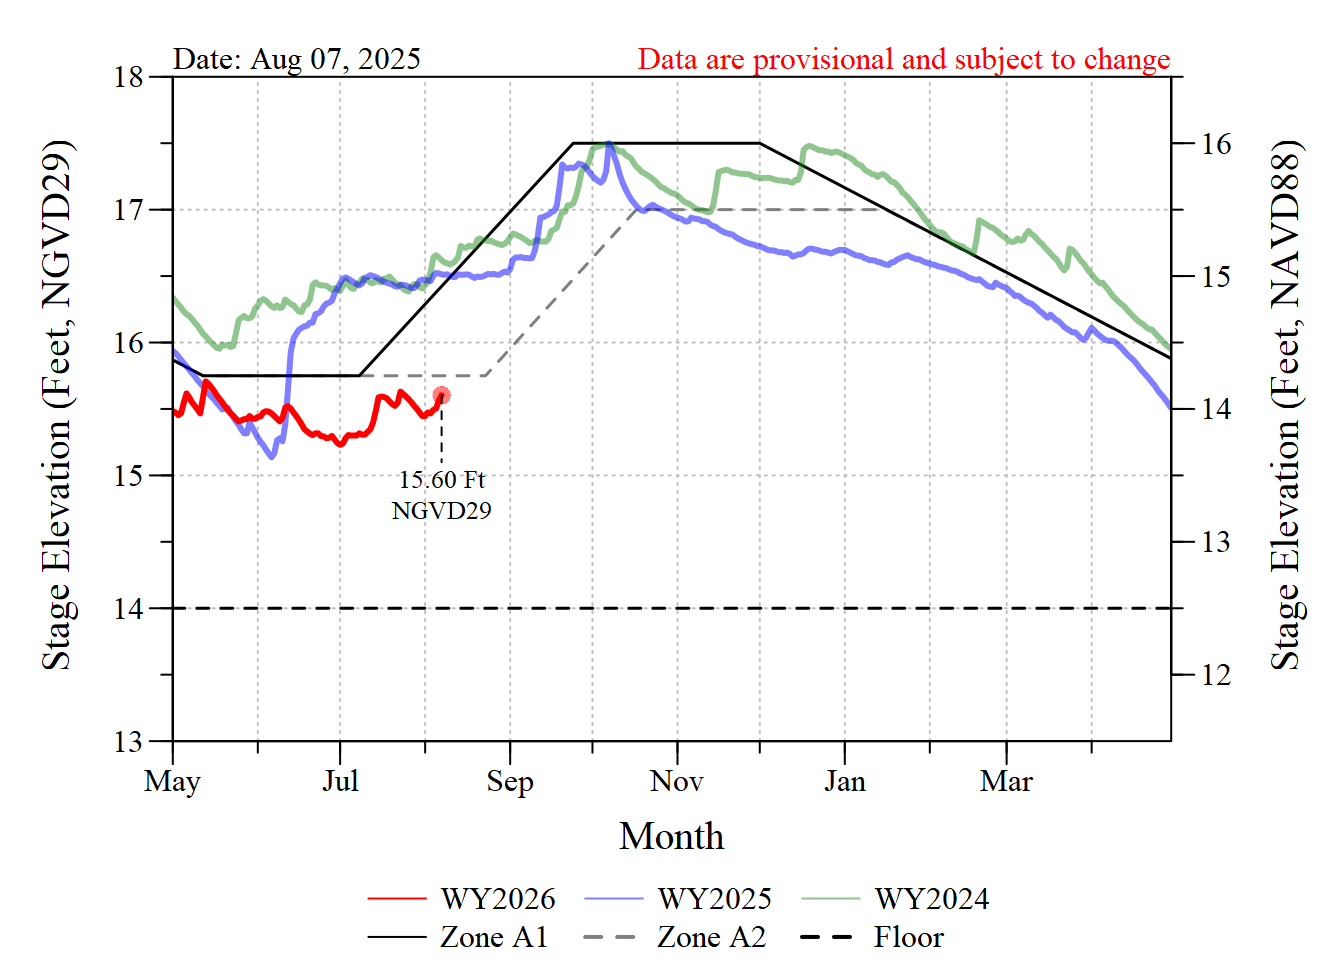 Date: Aug 07, 2025
Data are provisional and subject to change
18
17
16
15
14
13
Stage Elevation (Feet, NGVD29)
16
15
14
13
12
Stage Elevation (Feet, NAVD88)
15.60 Ft
NGVD29
May Jul Sep Nov Jan Mar
Month
WY2026 WY2025 WY2024
Zone A1 Zone A2 Floor